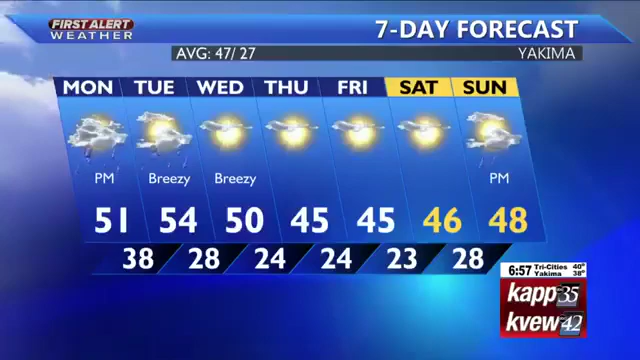 FIRST ALERT
WEATHER
7-DAY FORECAST
AVG: 47/ 27
YAKIMA
MON TUE WED THU FRI SAT SUN
PM Breezy Breezy PM
51 54 50 45 45 46 48
38 28 24 24 23 28
6:57 Tri-Cities 40°
Yakima 38°
kapp 35
kvew 42